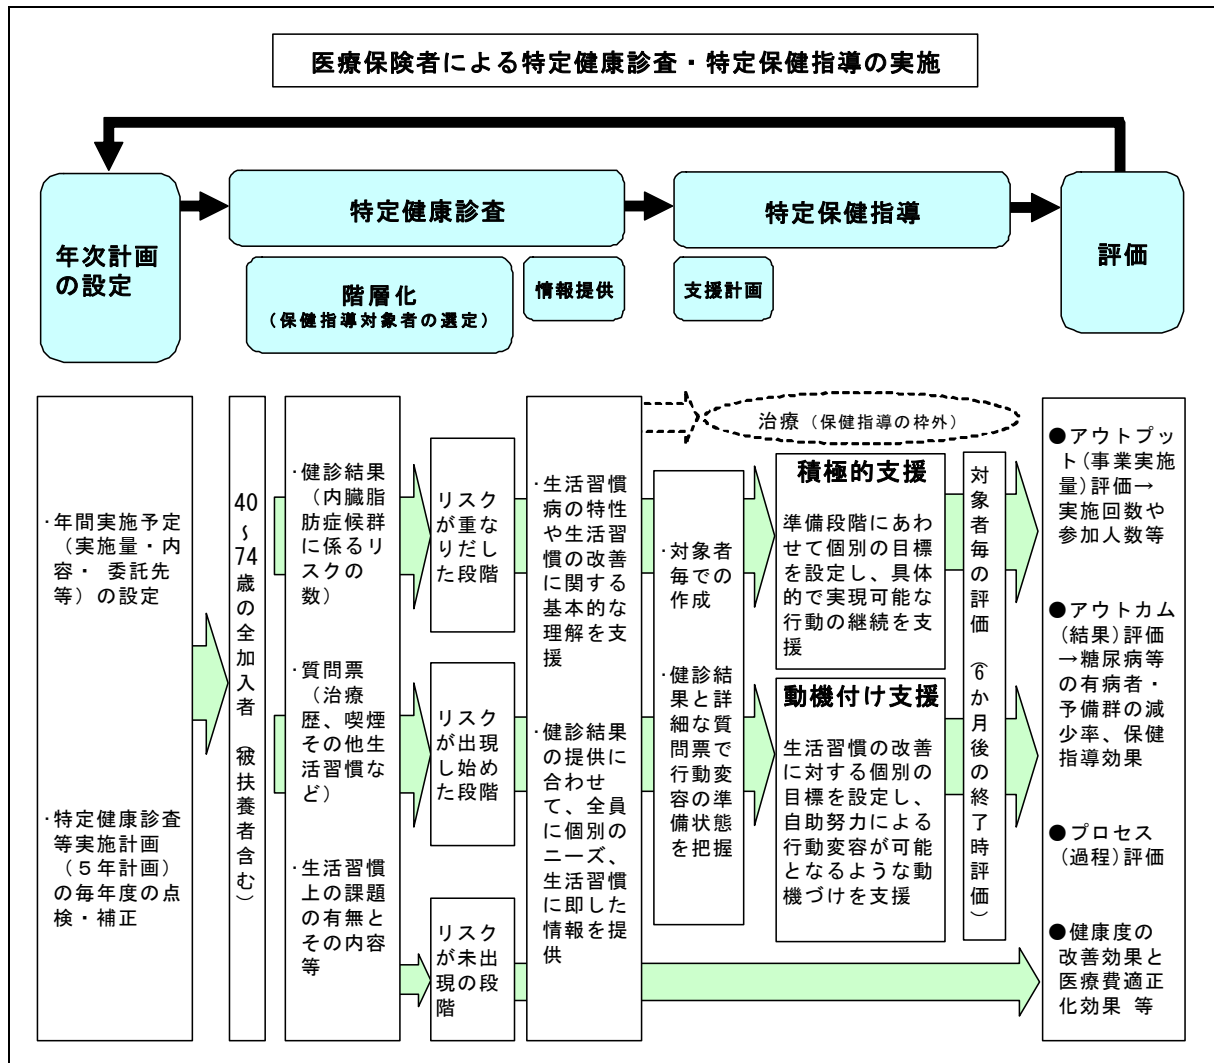 医療保険者による特定健康診査・特定保健指導の実施
年次計画
の設定
特定健康診査
特定保健指導
評価
階層化
（保健指導対象者の選定）
情報提供
支援計画
・年間実施予定
（実施量・内
容・ 委託先
等）の設定
・特定健康診査
等実施計画
（５年計画）
の毎年度の点
検・補正
40～74歳の全加入者 （被扶養者含む）
・健診結果
（内臓脂
肪症候群
に係るリ
スクの
数）
・質問票
（治療
歴、喫煙
その他生
活習慣な
ど）
・生活習慣
上の課題
の有無と
その内容
等
リスク
が重な
りだし
た段階
リスク
が出現
し始め
た段階
リスク
が未出
現の段
階
・生活習慣
病の特性
や生活習
慣の改善
に関する
基本的な
理解を支
援
・健診結果
の提供に
合わせ
て、全員
に個別の
ニーズ、
生活習慣
に即した
情報を提
供
治療（保健指導の枠外）
・対象者
毎での
作成
・健診結
果と詳
細な質
問票で
行動変
容の準
備状態
を把握
積極的支援
準備段階にあわ
せて個別の目標
を設定し、具体
的で実現可能な
行動の継続を支
援
動機付け支援
生活習慣の改善
に対する個別の
目標を設定し、
自助努力による
行動変容が可能
となるような動
機づけを支援
対象者毎の評価（６か月後の終了時評価）
●アウトプッ
ト（事業実施
量）評価→
実施回数や
参加人数等
●アウトカム
（結果）評価
→糖尿病等
の有病者・
予備群の減
少率、保健
指導効果
●プロセス
（過程）評価
●健康度の
改善効果と
医療費適正
化効果 等